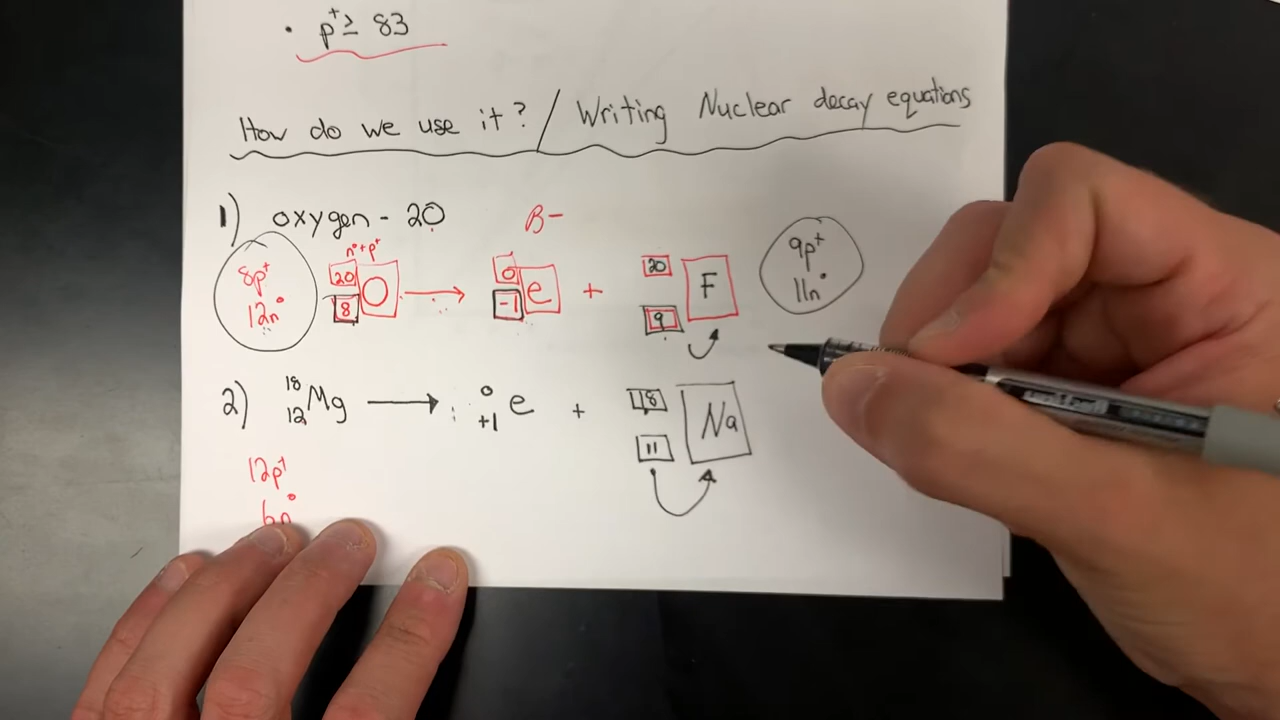 • p⁺ ≥ 83
How do we use it? / Writing Nuclear decay equations
1) oxygen - 20 B-
n° + p⁺
8p⁺ 12n° 20 8 O → 0 -1 e + 20 9 F 9p⁺ 11n°
2) 18 12 Mg → 0 +1 e + 18 11 Na
12p⁺
6n°